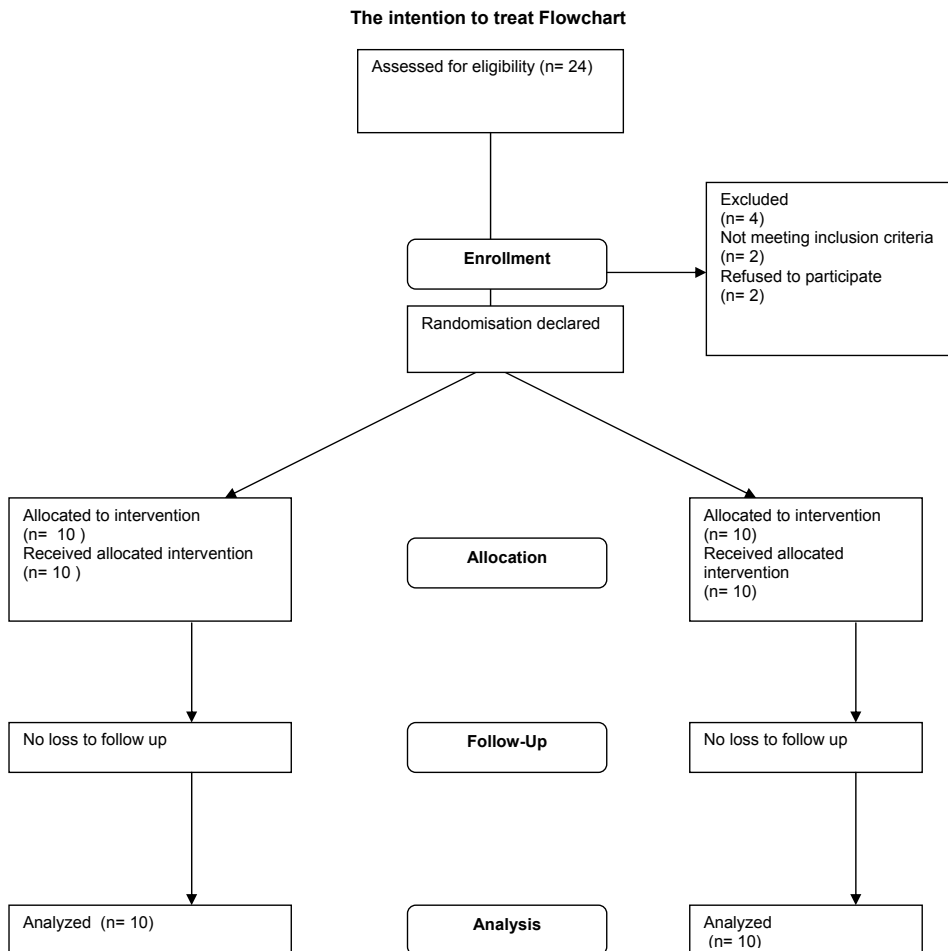 The intention to treat Flowchart
Assessed for eligibility (n= 24)
Excluded
(n= 4)
Not meeting inclusion criteria
(n= 2)
Refused to participate
(n= 2)
Enrollment
Randomisation declared
Allocated to intervention
(n=  10 )
Received allocated intervention
(n= 10 )
Allocation
Allocated to intervention
(n= 10)
Received allocated
intervention
(n= 10)
No loss to follow up
Follow-Up
No loss to follow up
Analyzed  (n= 10)
Analysis
Analyzed
(n= 10)